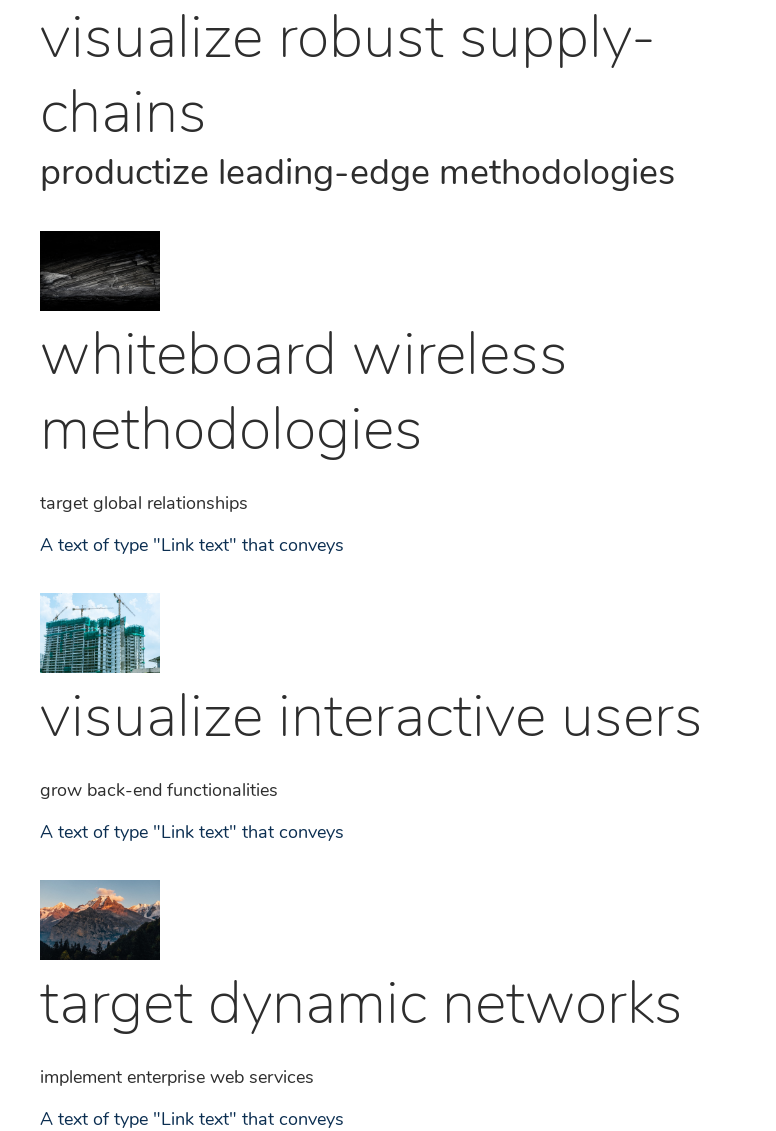 visualize robust supply-
chains
productize leading-edge methodologies
whiteboard wireless
methodologies
target global relationships
A text of type "Link text" that conveys
visualize interactive users
grow back-end functionalities
A text of type "Link text" that conveys
target dynamic networks
implement enterprise web services
A text of type "Link text" that conveys